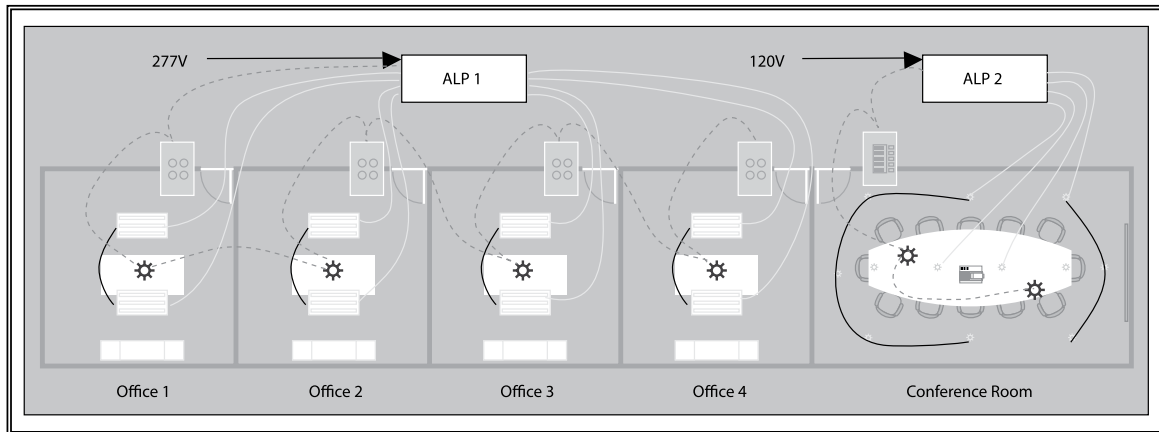 277V
ALP 1
120V
ALP 2
Office 1
Office 2
Office 3
Office 4
Conference Room